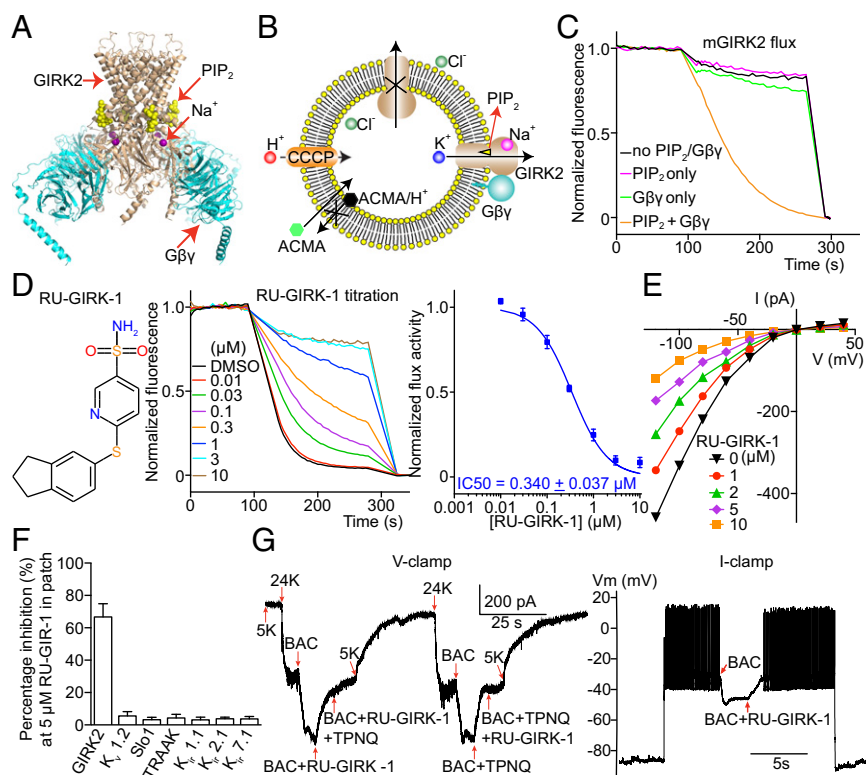 A
GIRK2
PIP2
Na+
Gβγ
B
Cl-
Cl-
PIP2
Na+
H+
CCCP
K+
GIRK2
ACMA/H+
Gβγ
ACMA
C
mGIRK2 flux
Normalized fluorescence
1.0
0.5
0
no PIP2/Gβγ
PIP2 only
Gβγ only
PIP2 + Gβγ
0 100 200 300
Time (s)
D
RU-GIRK-1
NH2
O S O
N
S
RU-GIRK-1 titration
Normalized fluorescence
1.0
0.5
0
(μM)
DMSO
0.01
0.03
0.1
0.3
1
3
10
0 100 200 300 400
Time (s)
Normalized flux activity
1.0
0.5
0
IC50 = 0.340 ± 0.037 μM
0.001 0.01 0.1 1 10
[RU-GIRK-1] (μM)
E
I (pA)
-100 -50 50
V (mV)
-200
-400
RU-GIRK-1
0 (μM)
1
2
5
10
F
Percentage inhibition (%)
at 5 μM RU-GIR-1 in patch
100
80
60
40
20
0
GIRK2
Kv 1.2
Slo1
TRAAK
Kir 1.1
Kir 2.1
Kir 7.1
G
V-clamp
24K
5K
BAC
5K
BAC+RU-GIRK-1
+TPNQ
BAC+RU-GIRK -1
24K
200 pA
25 s
BAC
5K
BAC+TPNQ
+RU-GIRK-1
BAC+TPNQ
I-clamp
Vm (mV)
20
0
-20
-40
-60
-80
BAC
BAC+RU-GIRK-1
5s